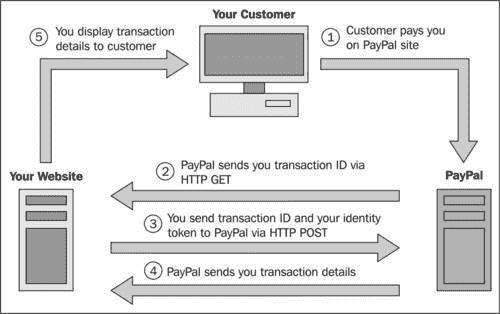 Your Customer
5 You display transaction
details to customer
1 Customer pays you
on PayPal site
Your Website
PayPal
2 PayPal sends you transaction ID via
HTTP GET
3 You send transaction ID and your identity
token to PayPal via HTTP POST
4 PayPal sends you transaction details